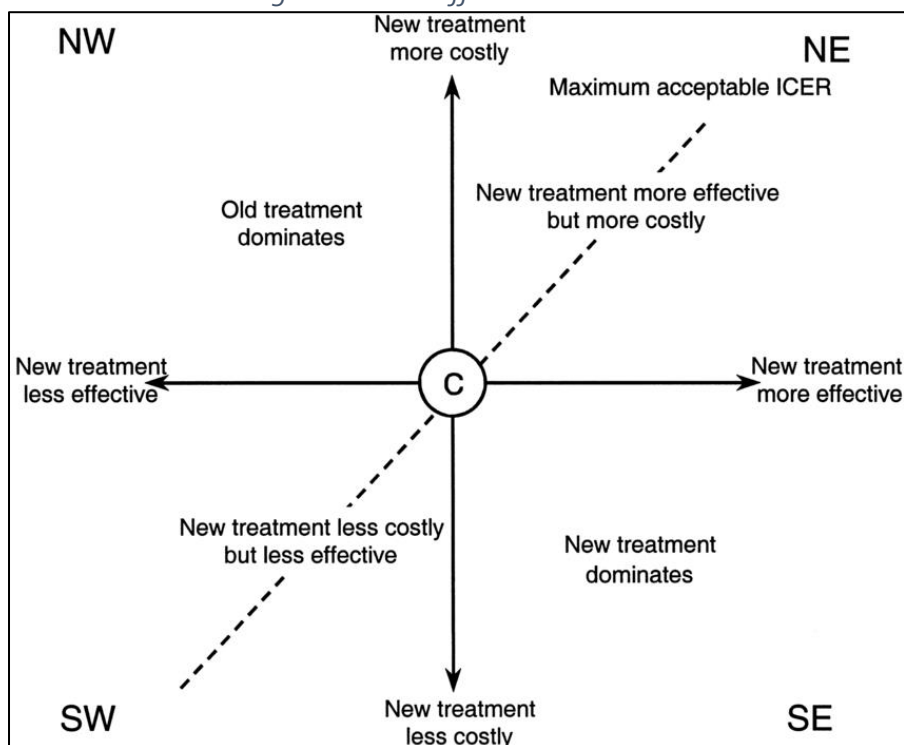 NW
New treatment
more costly
NE
Maximum acceptable ICER
Old treatment
dominates
New treatment more effective
but more costly
New treatment
less effective
C
New treatment
more effective
New treatment less costly
but less effective
New treatment
dominates
SW
New treatment
less costly
SE